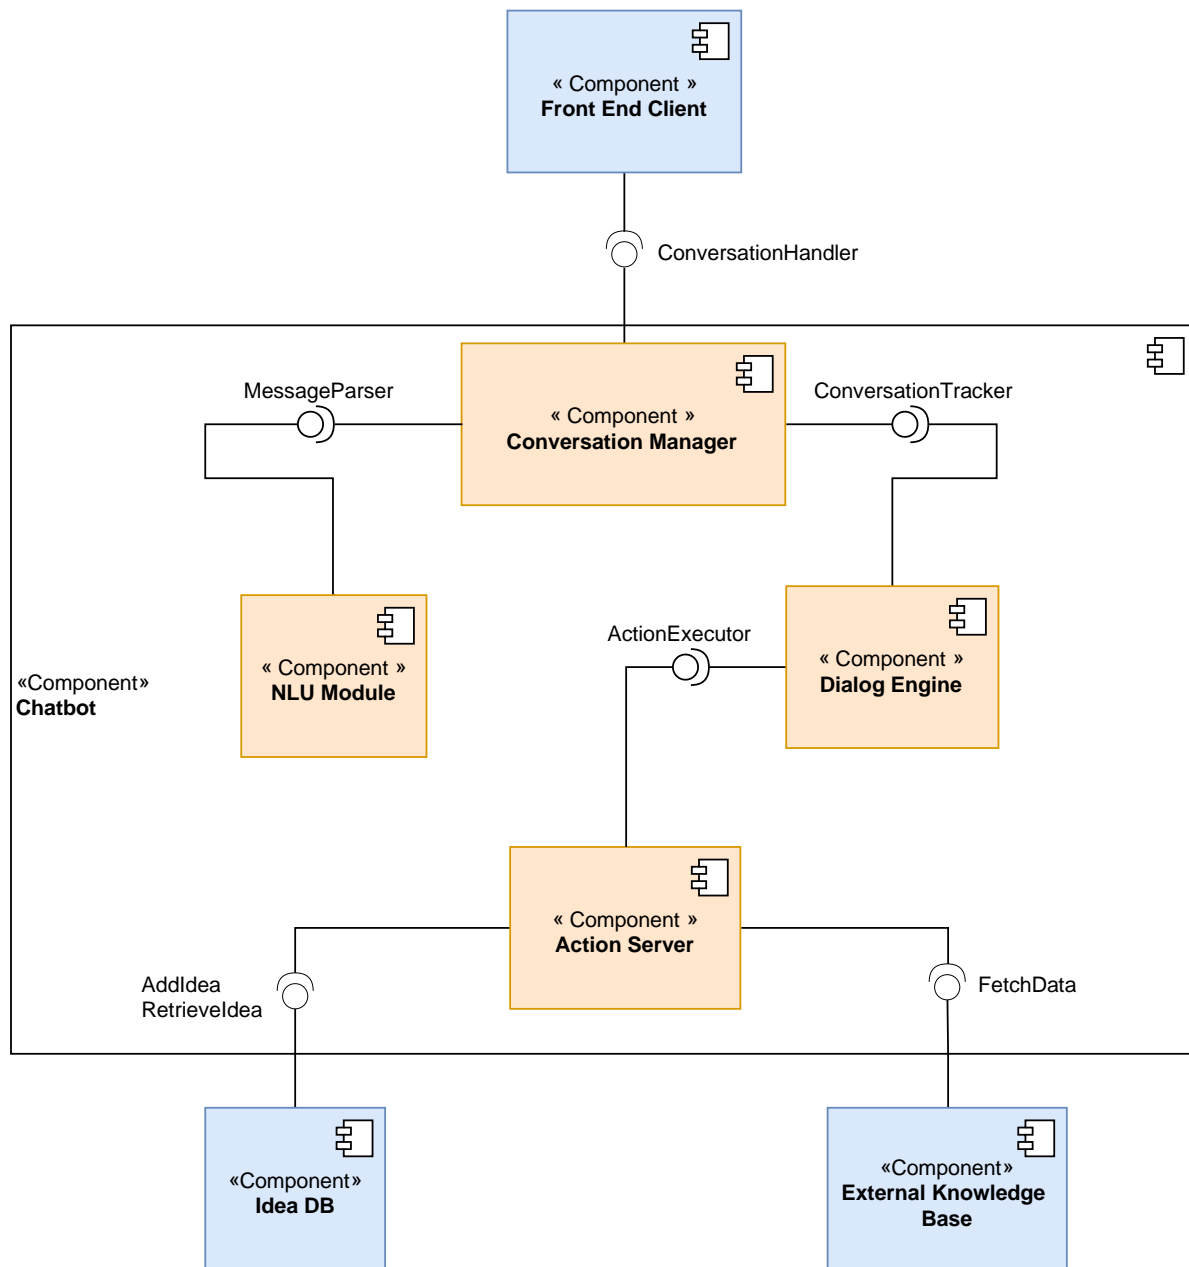 « Component »
Front End Client
ConversationHandler
MessageParser
« Component »
Conversation Manager
ConversationTracker
«Component»
Chatbot
« Component »
NLU Module
ActionExecutor
« Component »
Dialog Engine
« Component »
Action Server
AddIdea
RetrieveIdea
FetchData
«Component»
Idea DB
«Component»
External Knowledge
Base